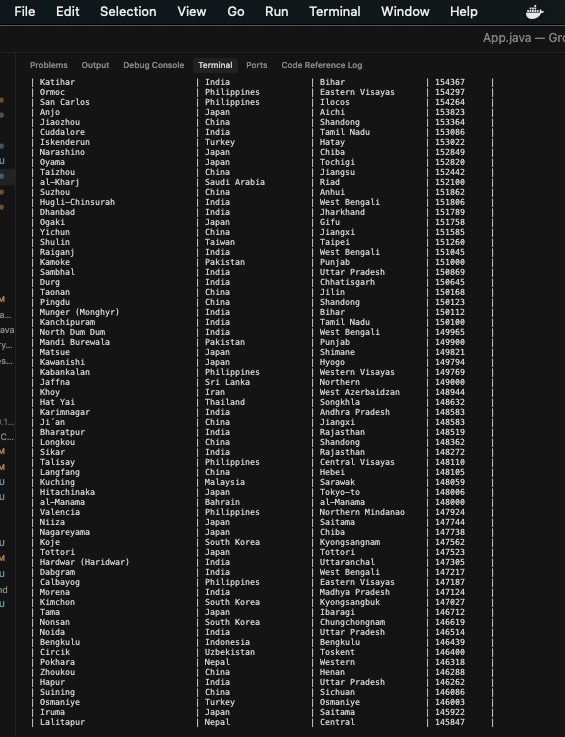 File Edit Selection View Go Run Terminal Window Help
App.java — Gro
Problems Output Debug Console Terminal Ports Code Reference Log
| Katihar | India | Bihar | 154367 |
| Ormoc | Philippines | Eastern Visayas | 154297 |
| San Carlos | Philippines | Ilocos | 154264 |
| Anjo | Japan | Aichi | 153823 |
| Jiaozhou | China | Shandong | 153364 |
| Cuddalore | India | Tamil Nadu | 153086 |
| Iskenderun | Turkey | Hatay | 153022 |
| Narashino | Japan | Chiba | 152849 |
| Oyama | Japan | Tochigi | 152820 |
| Taizhou | China | Jiangsu | 152442 |
| al-Kharj | Saudi Arabia | Riad | 152100 |
| Suzhou | China | Anhui | 151862 |
| Hugli-Chinsurah | India | West Bengali | 151806 |
| Dhanbad | India | Jharkhand | 151789 |
| Ogaki | Japan | Gifu | 151758 |
| Yichun | China | Jiangxi | 151585 |
| Shulin | Taiwan | Taipei | 151260 |
| Raiganj | India | West Bengali | 151045 |
| Kamoke | Pakistan | Punjab | 151000 |
| Sambhal | India | Uttar Pradesh | 150869 |
| Durg | India | Chhatisgarh | 150645 |
| Taonan | China | Jilin | 150168 |
| Pingdu | China | Shandong | 150123 |
| Munger (Monghyr) | India | Bihar | 150112 |
| Kanchipuram | India | Tamil Nadu | 150100 |
| North Dum Dum | India | West Bengali | 149965 |
| Mandi Burewala | Pakistan | Punjab | 149900 |
| Matsue | Japan | Shimane | 149821 |
| Kawanishi | Japan | Hyogo | 149794 |
| Kabankalan | Philippines | Western Visayas | 149769 |
| Jaffna | Sri Lanka | Northern | 149000 |
| Khoy | Iran | West Azerbaidzan | 148944 |
| Hat Yai | Thailand | Songkhla | 148632 |
| Karimnagar | India | Andhra Pradesh | 148583 |
| Ji´an | China | Jiangxi | 148583 |
| Bharatpur | India | Rajasthan | 148519 |
| Longkou | China | Shandong | 148362 |
| Sikar | India | Rajasthan | 148272 |
| Talisay | Philippines | Central Visayas | 148110 |
| Langfang | China | Hebei | 148105 |
| Kuching | Malaysia | Sarawak | 148059 |
| Hitachinaka | Japan | Tokyo-to | 148006 |
| al-Manama | Bahrain | al-Manama | 148000 |
| Valencia | Philippines | Northern Mindanao | 147924 |
| Niiza | Japan | Saitama | 147744 |
| Nagareyama | Japan | Chiba | 147738 |
| Koje | South Korea | Kyongsangnam | 147562 |
| Tottori | Japan | Tottori | 147523 |
| Hardwar (Haridwar) | India | Uttaranchal | 147305 |
| Dabgram | India | West Bengali | 147217 |
| Calbayog | Philippines | Eastern Visayas | 147187 |
| Morena | India | Madhya Pradesh | 147124 |
| Kimchon | South Korea | Kyongsangbuk | 147027 |
| Tama | Japan | Ibaragi | 146712 |
| Nonsan | South Korea | Chungchongnam | 146619 |
| Noida | India | Uttar Pradesh | 146514 |
| Bengkulu | Indonesia | Bengkulu | 146439 |
| Circik | Uzbekistan | Toskent | 146400 |
| Pokhara | Nepal | Western | 146318 |
| Zhoukou | China | Henan | 146288 |
| Hapur | India | Uttar Pradesh | 146262 |
| Suining | China | Sichuan | 146086 |
| Osmaniye | Turkey | Osmaniye | 146003 |
| Iruma | Japan | Saitama | 145922 |
| Lalitapur | Nepal | Central | 145847 |